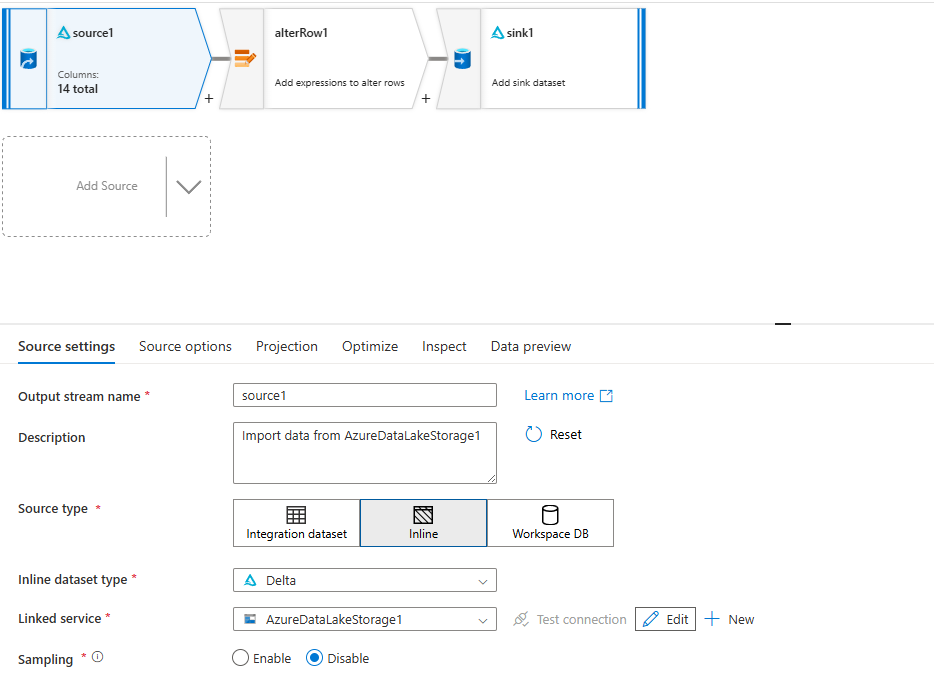 source1
Columns:
14 total
+
alterRow1
Add expressions to alter rows
+
sink1
Add sink dataset
Add Source
Source settings Source options Projection Optimize Inspect Data preview
Output stream name * source1 Learn more
Description Import data from AzureDataLakeStorage1 Reset
Source type * Integration dataset Inline Workspace DB
Inline dataset type * Delta
Linked service * AzureDataLakeStorage1 Test connection Edit New
Sampling * Enable Disable